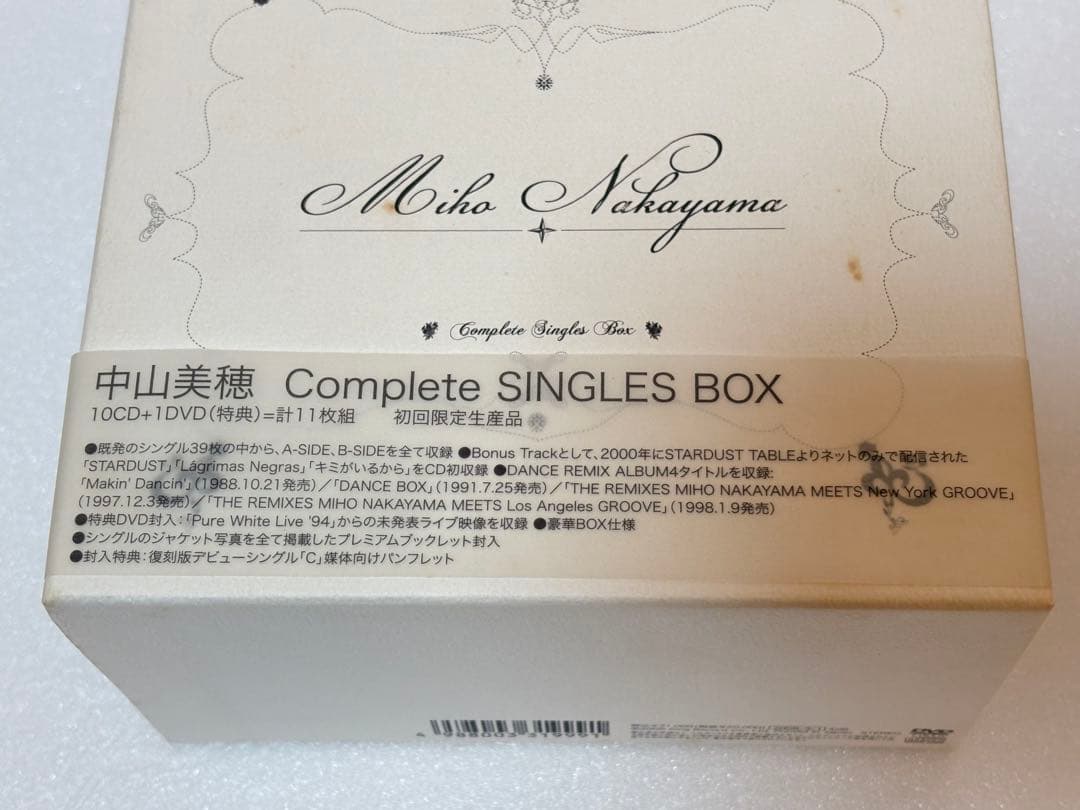 Miho Nakayama
Complete Singles Box
中山美穂 Complete SINGLES BOX
10CD+1DVD(特典)=計11枚組 初回限定生産品
●既発のシングル39枚の中から、A-SIDE、B-SIDEを全て収録 ●Bonus Trackとして、2000年にSTARDUST TABLEよりネットのみで配信された
「STARDUST」、「Lágrimas Negras」、「キミがいるから」をCD初収録 ●DANCE REMIX ALBUM4タイトルを収録:
「Makin' Dancin'」(1988.10.21発売)/「DANCE BOX」(1991.7.25発売)/「THE REMIXES MIHO NAKAYAMA MEETS New York GROOVE」
(1997.12.3発売)/「THE REMIXES MIHO NAKAYAMA MEETS Los Angeles GROOVE」(1998.1.9発売)
●特典DVD封入:「Pure White Live '94」からの未発表ライブ映像を収録 ●豪華BOX仕様
●シングルのジャケット写真を全て掲載したプレミアムブックレット封入
●封入特典:復刻版デビューシングル「C」媒体向けパンフレット